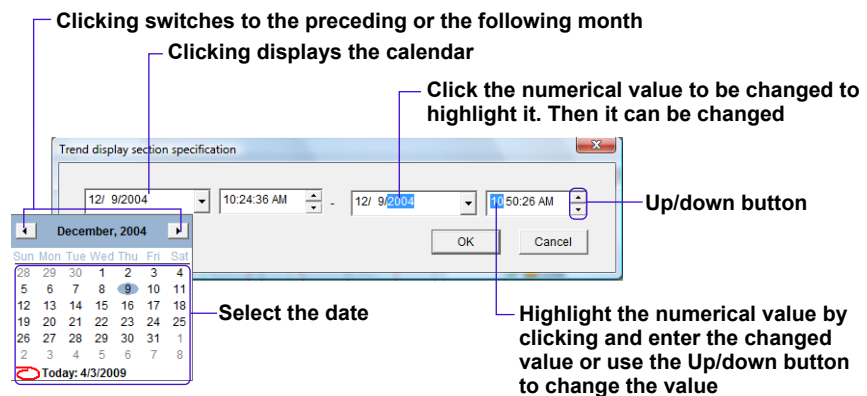 Clicking switches to the preceding or the following month
Clicking displays the calendar
Click the numerical value to be changed to
highlight it. Then it can be changed
Trend display section specification
12/ 9/2004 10:24:36 AM - 12/ 9/2004 10:50:26 AM
Up/down button
OK Cancel
December, 2004
Sun Mon Tue Wed Thu Fri Sat
28 29 30 1 2 3 4
5 6 7 8 9 10 11
12 13 14 15 16 17 18
19 20 21 22 23 24 25
26 27 28 29 30 31 1
2 3 4 5 6 7 8
Today: 4/3/2009
Select the date
Highlight the numerical value by
clicking and enter the changed
value or use the Up/down button
to change the value